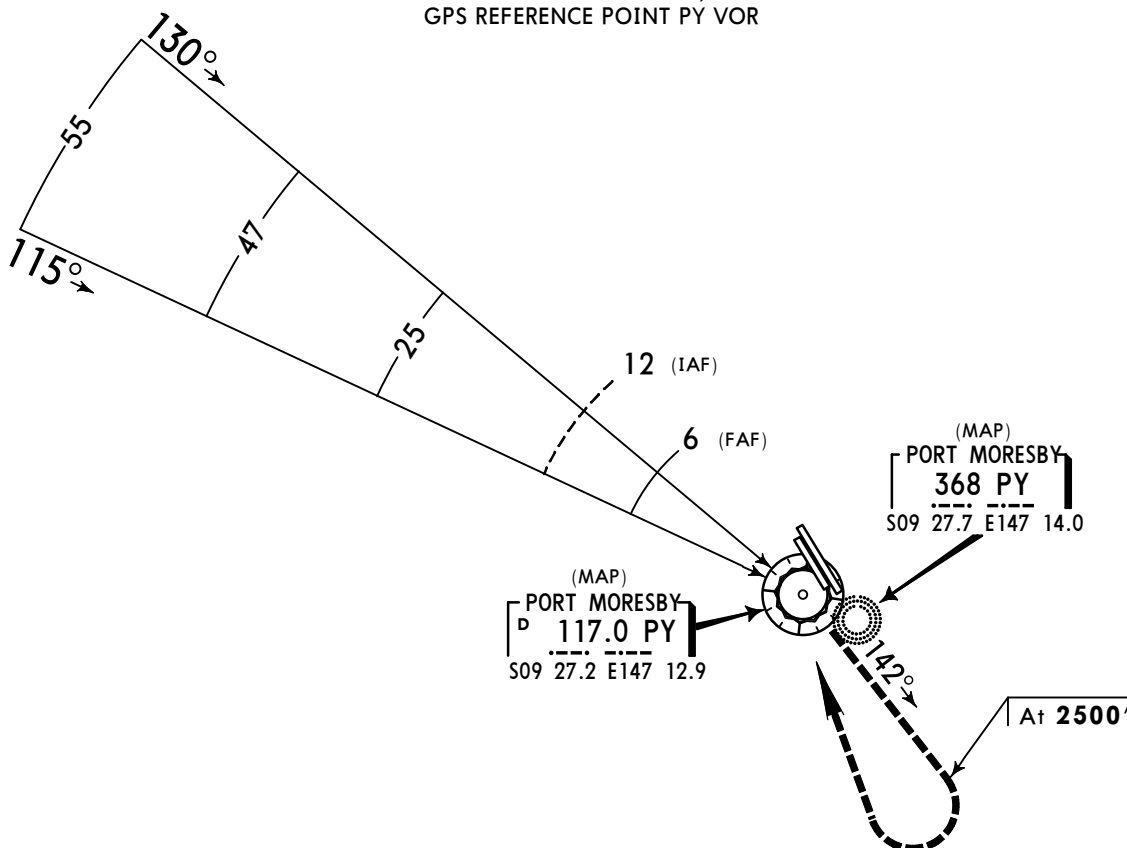 GPS REFERENCE POINT PY VOR
130°
55
47
115°
25
12 (IAF)
6 (FAF)
(MAP)
PORT MORESBY
368 PY
S09 27.7 E147 14.0
(MAP)
PORT MORESBY
D 117.0 PY
S09 27.2 E147 12.9
142°
At 2500'